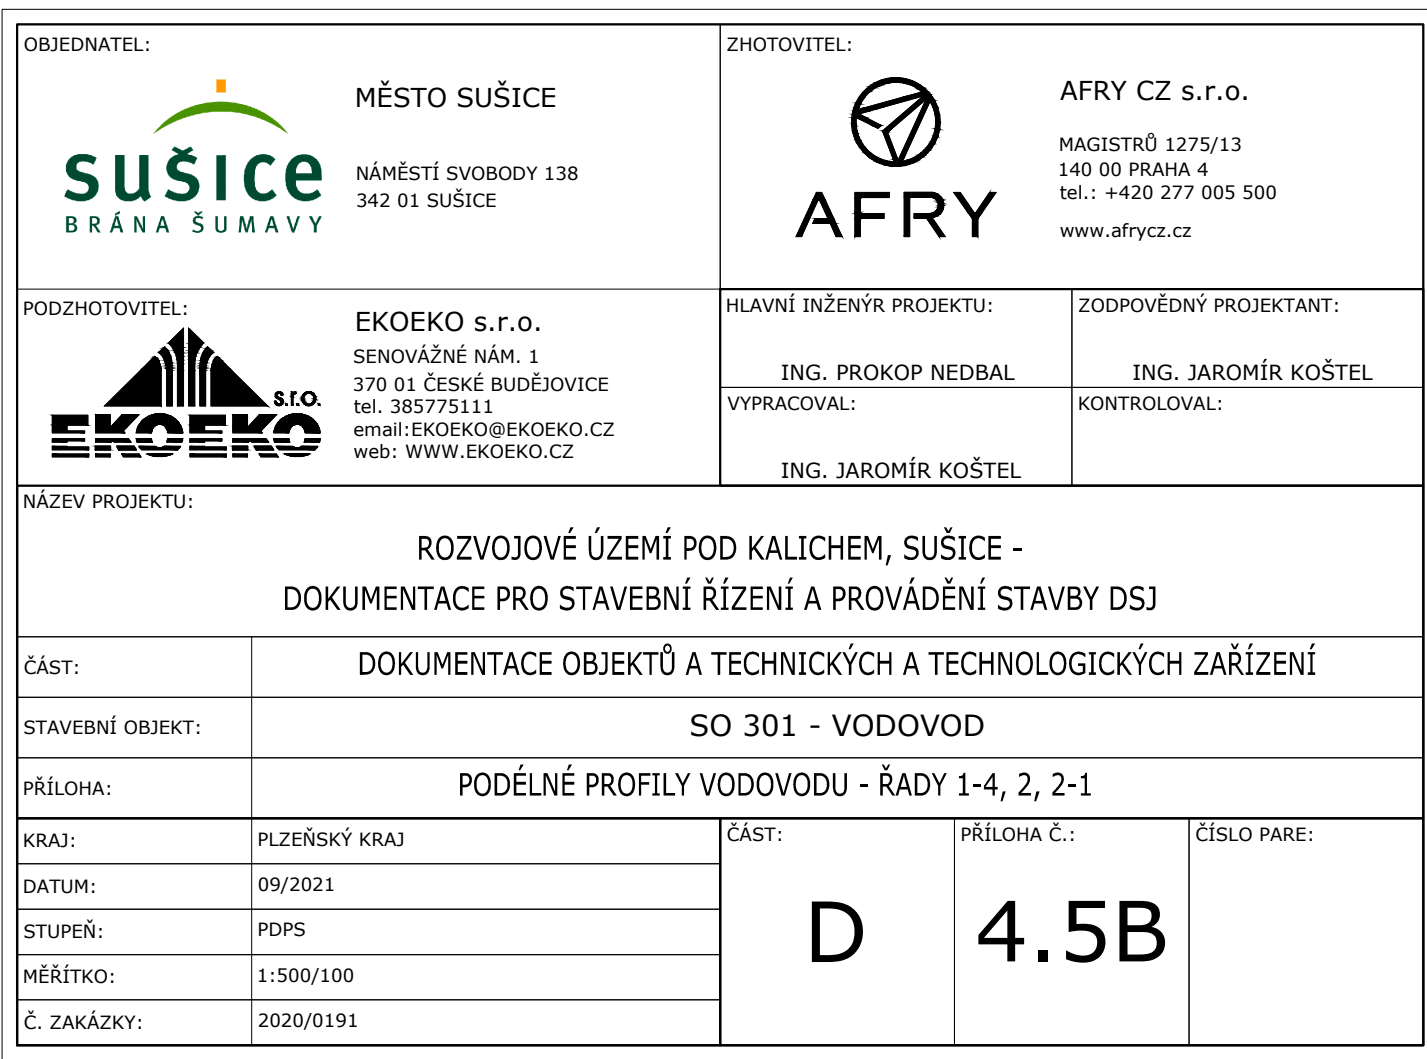 OBJEDNATEL:
sušice
BRÁNA ŠUMAVY
MĚSTO SUŠICE
NÁMĚSTÍ SVOBODY 138
342 01 SUŠICE
ZHOTOVITEL:
AFRY
AFRY CZ s.r.o.
MAGISTRŮ 1275/13
140 00 PRAHA 4
tel.: +420 277 005 500
www.afrycz.cz
PODZHOTOVITEL:
s.r.o.
EKOEKO
EKOEKO s.r.o.
SENOVÁŽNÉ NÁM. 1
370 01 ČESKÉ BUDĚJOVICE
tel. 385775111
email:EKOEKO@EKOEKO.CZ
web: WWW.EKOEKO.CZ
HLAVNÍ INŽENÝR PROJEKTU:
ING. PROKOP NEDBAL
ZODPOVĚDNÝ PROJEKTANT:
ING. JAROMÍR KOŠTEL
VYPRACOVAL:
ING. JAROMÍR KOŠTEL
KONTROLOVAL:
NÁZEV PROJEKTU:
ROZVOJOVÉ ÚZEMÍ POD KALICHEM, SUŠICE -
DOKUMENTACE PRO STAVEBNÍ ŘÍZENÍ A PROVÁDĚNÍ STAVBY DSJ
ČÁST:
DOKUMENTACE OBJEKTŮ A TECHNICKÝCH A TECHNOLOGICKÝCH ZAŘÍZENÍ
STAVEBNÍ OBJEKT:
SO 301 - VODOVOD
PŘÍLOHA:
PODÉLNÉ PROFILY VODOVODU - ŘADY 1-4, 2, 2-1
KRAJ:
PLZEŇSKÝ KRAJ
DATUM:
09/2021
STUPEŇ:
PDPS
MĚŘÍTKO:
1:500/100
Č. ZAKÁZKY:
2020/0191
ČÁST:
D
PŘÍLOHA Č.:
4.5B
ČÍSLO PARE: